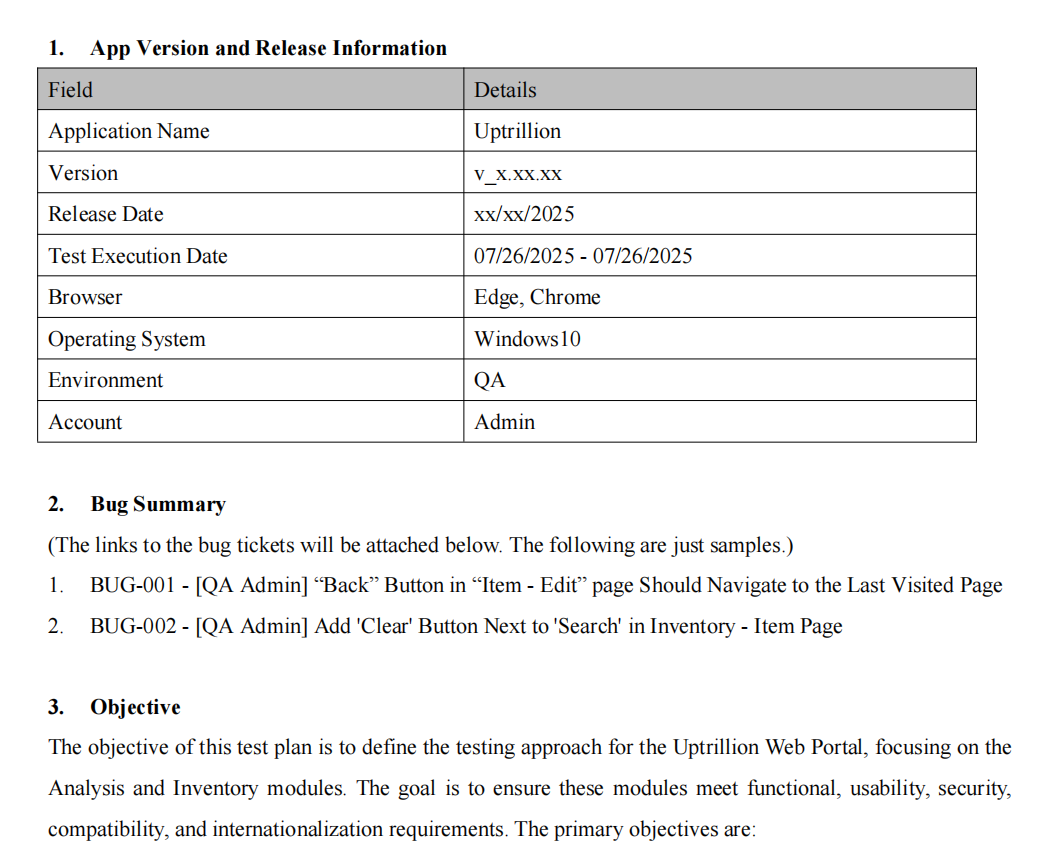 1. App Version and Release Information
Field Details
Application Name Uptrillion
Version v_x.xx.xx
Release Date xx/xx/2025
Test Execution Date 07/26/2025 - 07/26/2025
Browser Edge, Chrome
Operating System Windows10
Environment QA
Account Admin
2. Bug Summary
(The links to the bug tickets will be attached below. The following are just samples.)
1. BUG-001 - [QA Admin] “Back” Button in “Item - Edit” page Should Navigate to the Last Visited Page
2. BUG-002 - [QA Admin] Add 'Clear' Button Next to 'Search' in Inventory - Item Page
3. Objective
The objective of this test plan is to define the testing approach for the Uptrillion Web Portal, focusing on the
Analysis and Inventory modules. The goal is to ensure these modules meet functional, usability, security,
compatibility, and internationalization requirements. The primary objectives are: